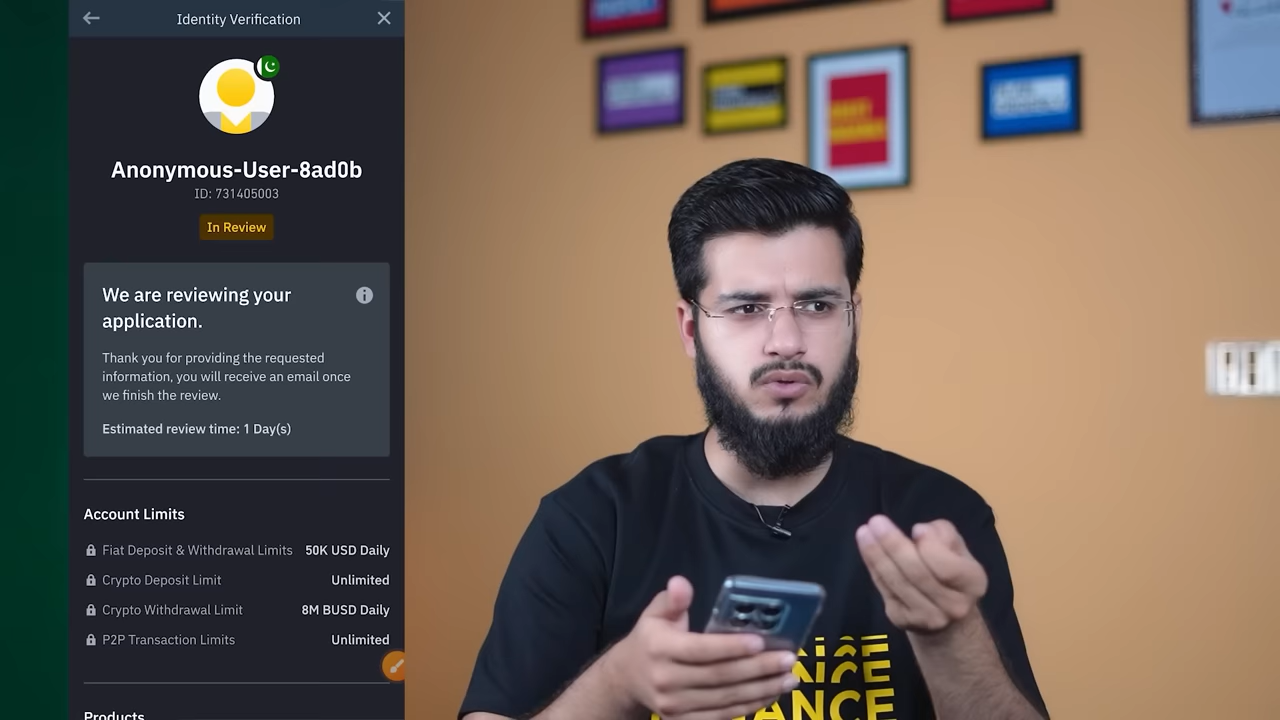 Identity Verification
Anonymous-User-8ad0b
ID: 731405003
In Review
We are reviewing your
application.
Thank you for providing the requested
information, you will receive an email once
we finish the review.
Estimated review time: 1 Day(s)
Account Limits
Fiat Deposit & Withdrawal Limits 50K USD Daily
Crypto Deposit Limit Unlimited
Crypto Withdrawal Limit 8M BUSD Daily
P2P Transaction Limits Unlimited
Products